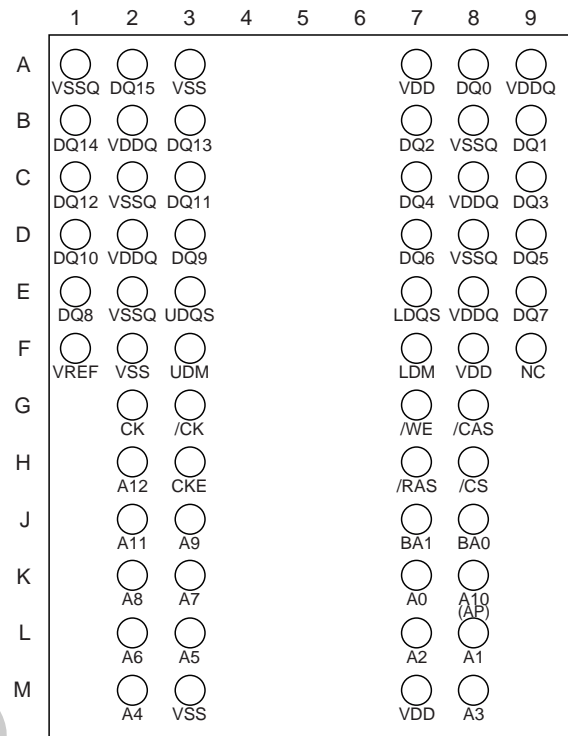 1 2 3 4 5 6 7 8 9
A
VSSQ DQ15 VSS VDD DQ0 VDDQ
B
DQ14 VDDQ DQ13 DQ2 VSSQ DQ1
C
DQ12 VSSQ DQ11 DQ4 VDDQ DQ3
D
DQ10 VDDQ DQ9 DQ6 VSSQ DQ5
E
DQ8 VSSQ UDQS LDQS VDDQ DQ7
F
VREF VSS UDM LDM VDD NC
G
CK /CK /WE /CAS
H
A12 CKE /RAS /CS
J
A11 A9 BA1 BA0
K
A8 A7 A0 A10
(AP)
L
A6 A5 A2 A1
M
A4 VSS VDD A3